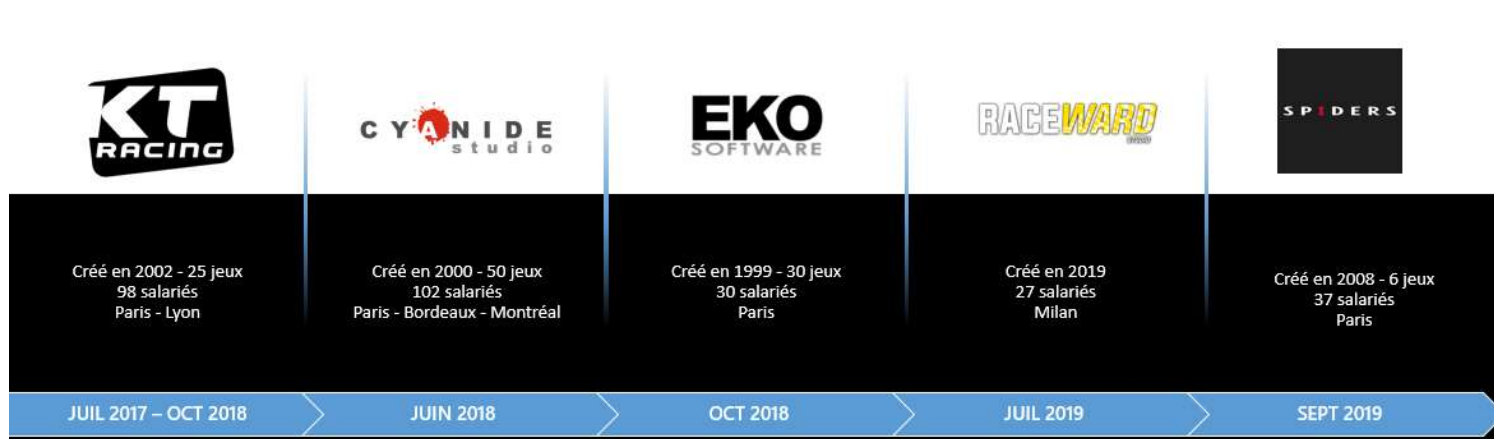 KT
RACING
CYANIDE
studio
EKO
SOFTWARE
RACEWARD
SPIDERS
Créé en 2002 - 25 jeux
98 salariés
Paris - Lyon
Créé en 2000 - 50 jeux
102 salariés
Paris - Bordeaux - Montréal
Créé en 1999 - 30 jeux
30 salariés
Paris
Créé en 2019
27 salariés
Milan
Créé en 2008 - 6 jeux
37 salariés
Paris
JUIL 2017 – OCT 2018
JUIN 2018
OCT 2018
JUIL 2019
SEPT 2019